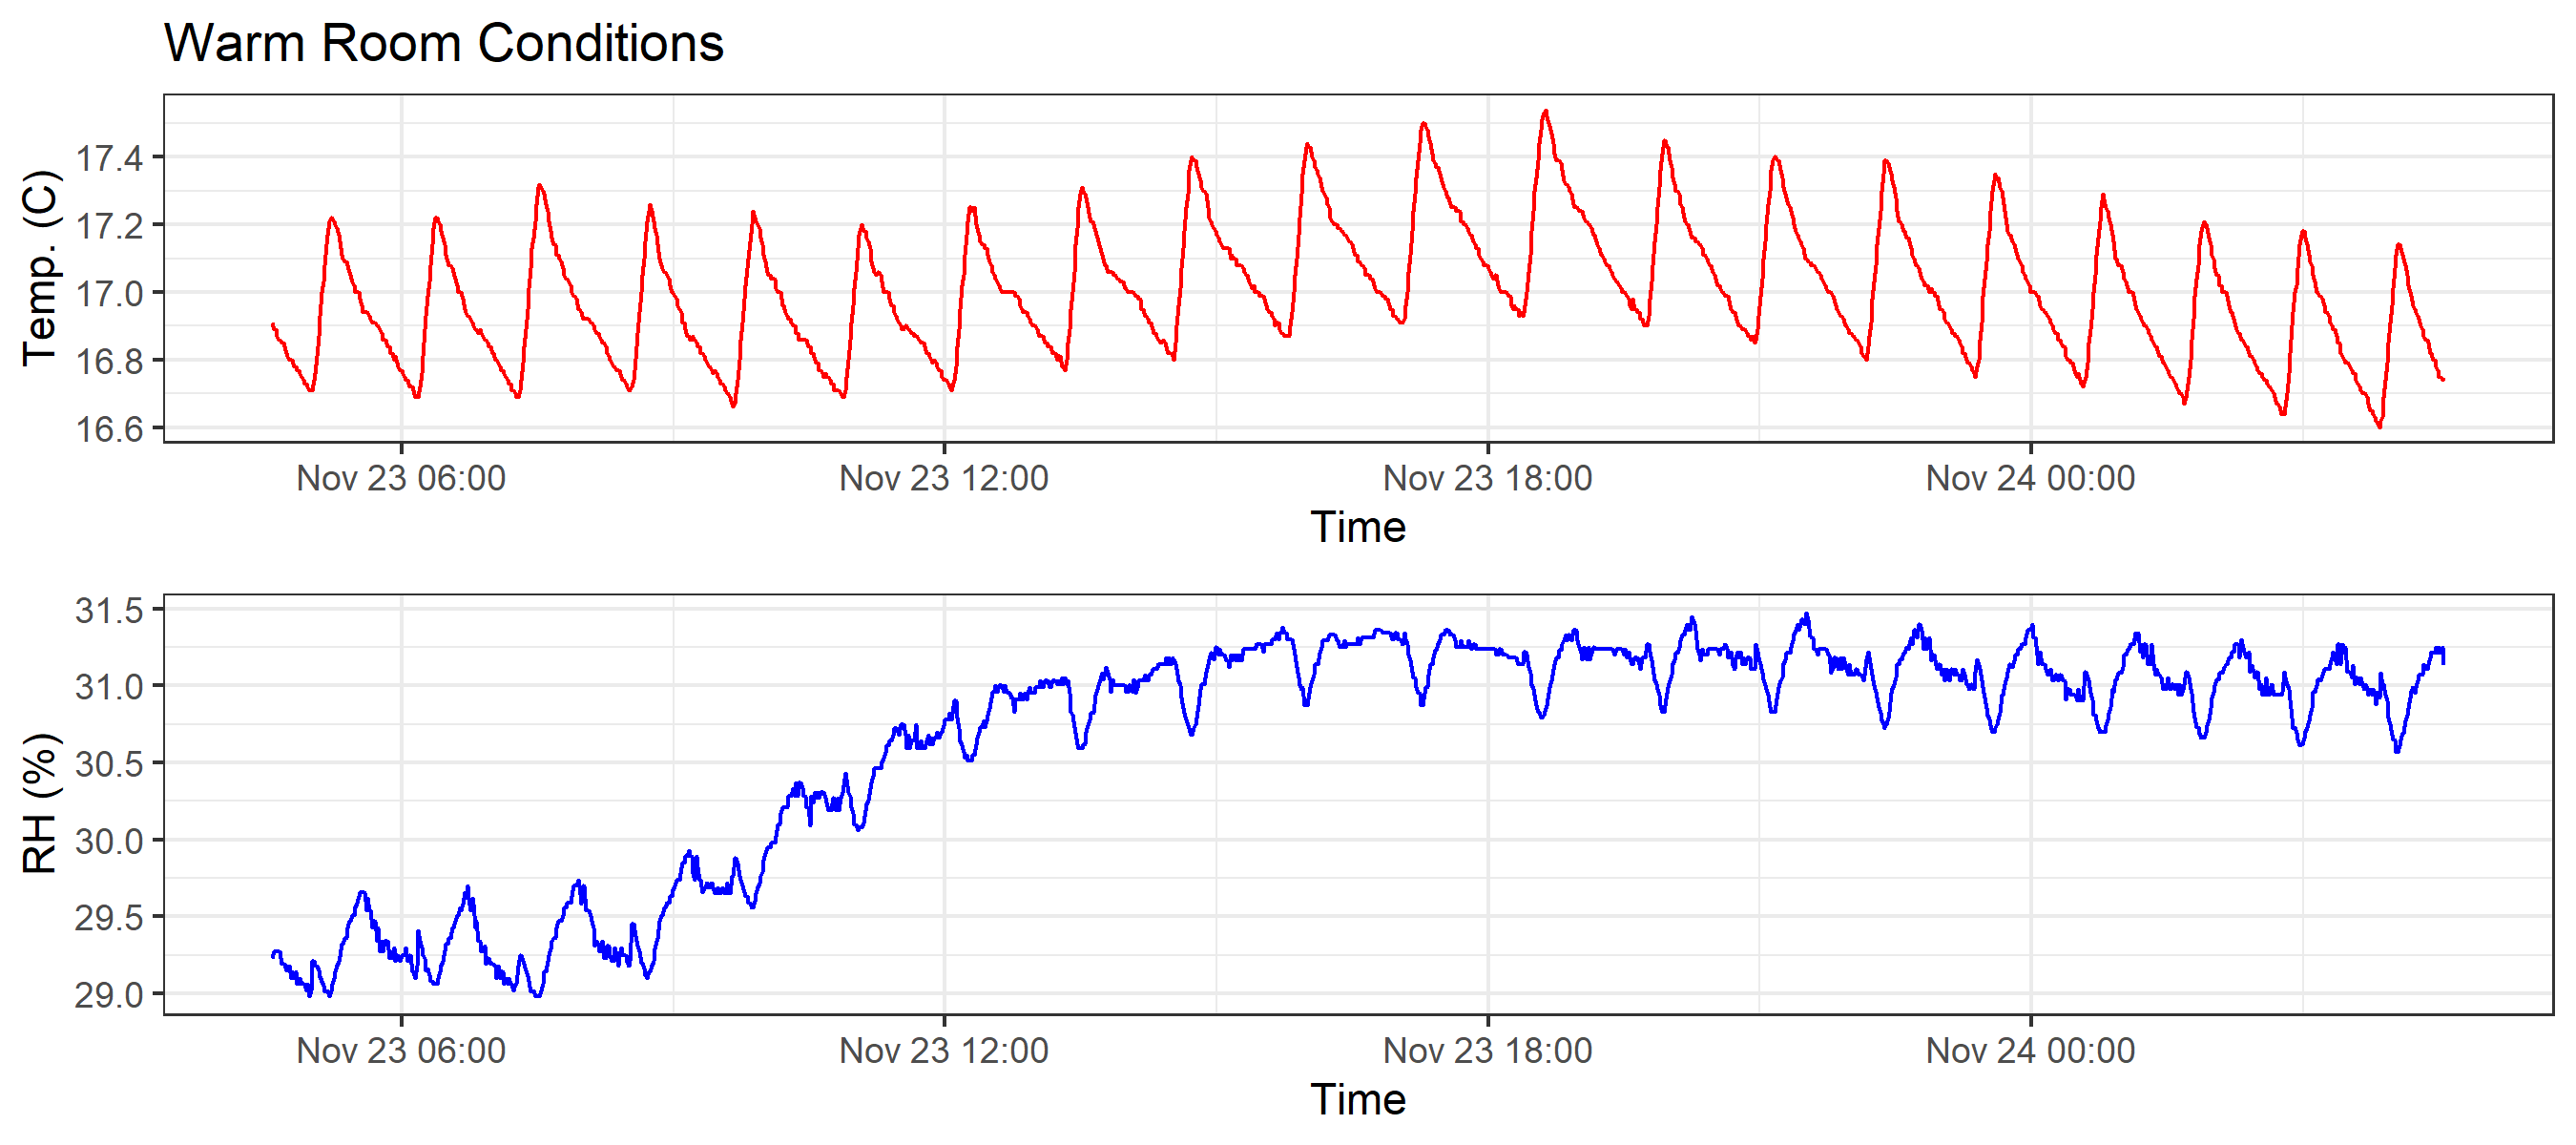 Warm Room Conditions
Temp. (C)
17.4
17.2
17.0
16.8
16.6
Nov 23 06:00 Nov 23 12:00 Nov 23 18:00 Nov 24 00:00
Time
RH (%)
31.5
31.0
30.5
30.0
29.5
29.0
Nov 23 06:00 Nov 23 12:00 Nov 23 18:00 Nov 24 00:00
Time